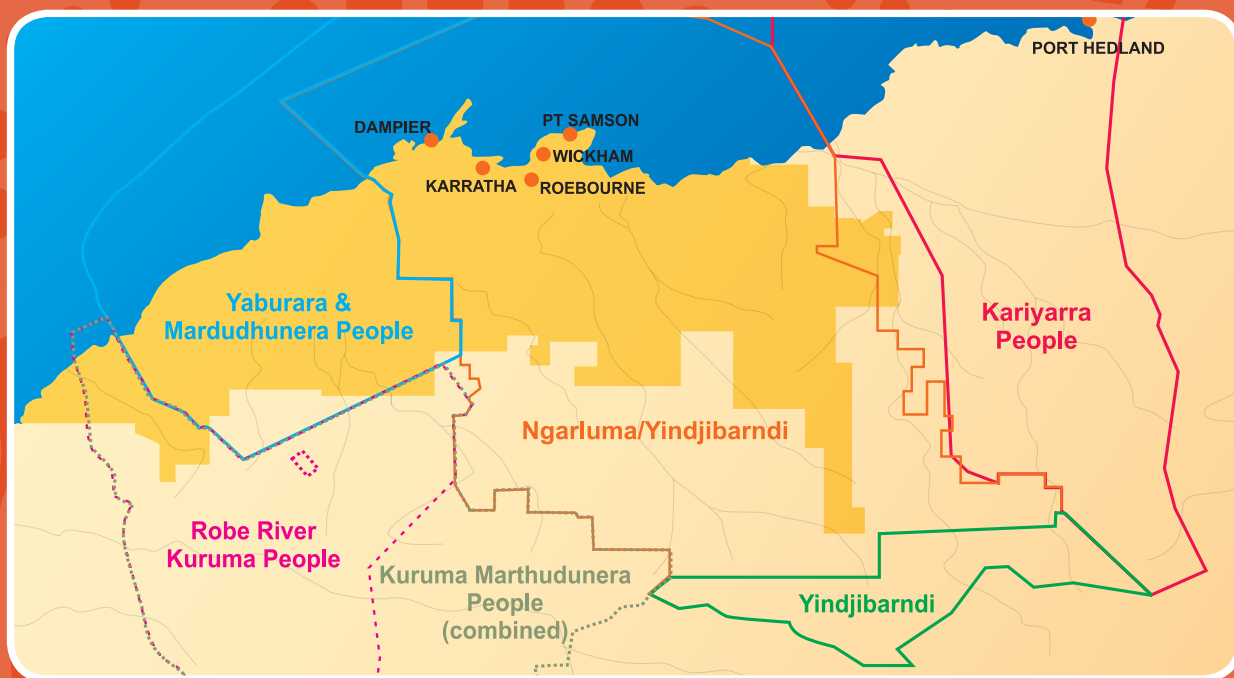 PORT HEDLAND
PT SAMSON
DAMPIER
WICKHAM
KARRATHA
ROEBOURNE
Yaburara &
Mardudhunera People
Kariyarra
People
Ngarluma/Yindjibarndi
Robe River
Kuruma People
Kuruma Marthudunera
People
(combined)
Yindjibarndi